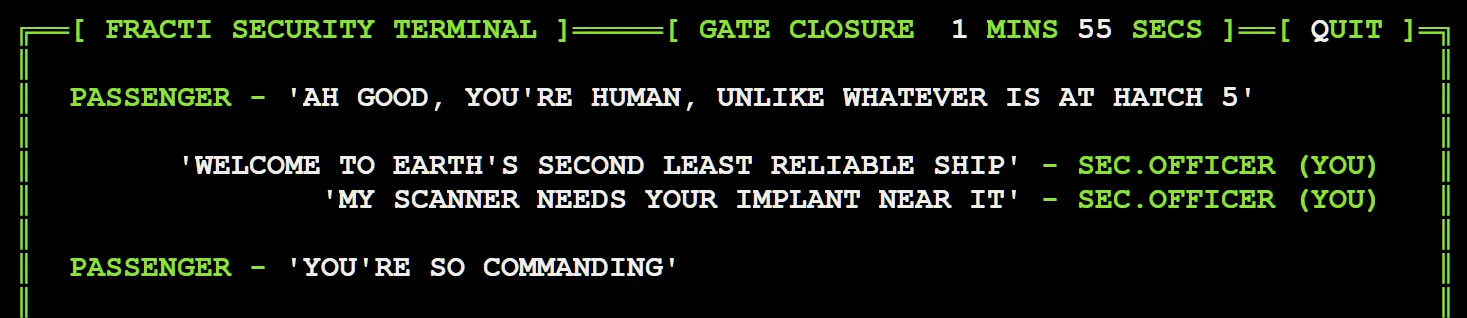 [ FRACTI SECURITY TERMINAL ] [ GATE CLOSURE 1 MINS 55 SECS ] [ QUIT ]
PASSENGER - 'AH GOOD, YOU'RE HUMAN, UNLIKE WHATEVER IS AT HATCH 5'
'WELCOME TO EARTH'S SECOND LEAST RELIABLE SHIP' - SEC.OFFICER (YOU)
'MY SCANNER NEEDS YOUR IMPLANT NEAR IT' - SEC.OFFICER (YOU)
PASSENGER - 'YOU'RE SO COMMANDING'